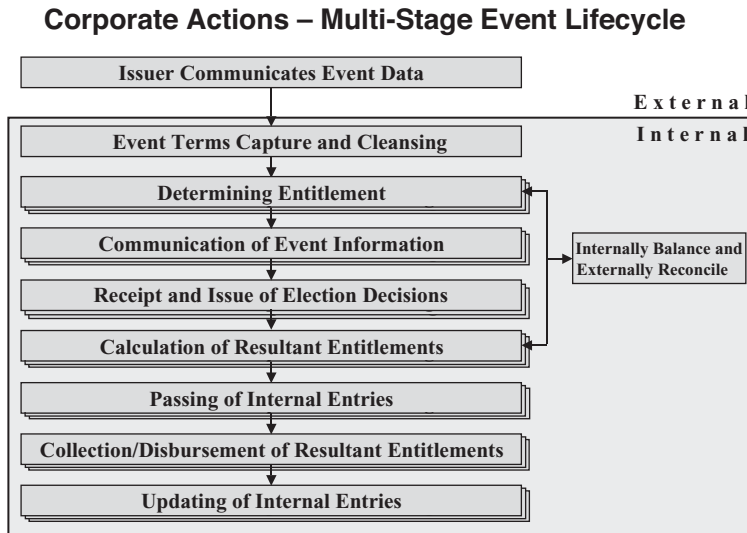 Corporate Actions – Multi-Stage Event Lifecycle
Issuer Communicates Event Data
External
Internal
Event Terms Capture and Cleansing
Determining Entitlement
Communication of Event Information
Internally Balance and
Externally Reconcile
Receipt and Issue of Election Decisions
Calculation of Resultant Entitlements
Passing of Internal Entries
Collection/Disbursement of Resultant Entitlements
Updating of Internal Entries